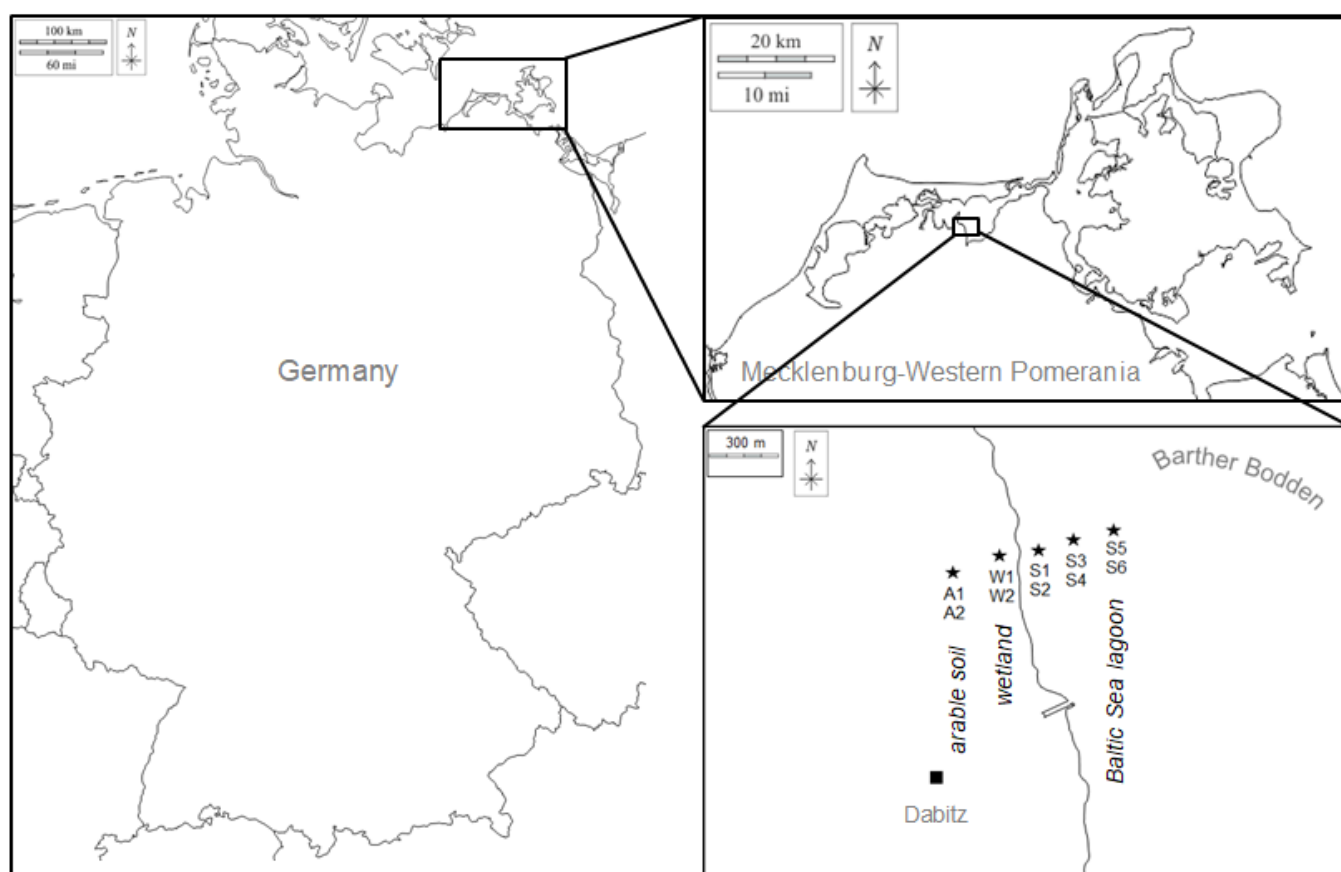 100 km
60 mi
N
Germany
20 km
10 mi
N
Mecklenburg-Western Pomerania
300 m
N
Barther Bodden
A1
A2
W1
W2
S1
S2
S3
S4
S5
S6
arable soil
wetland
Baltic Sea lagoon
Dabitz